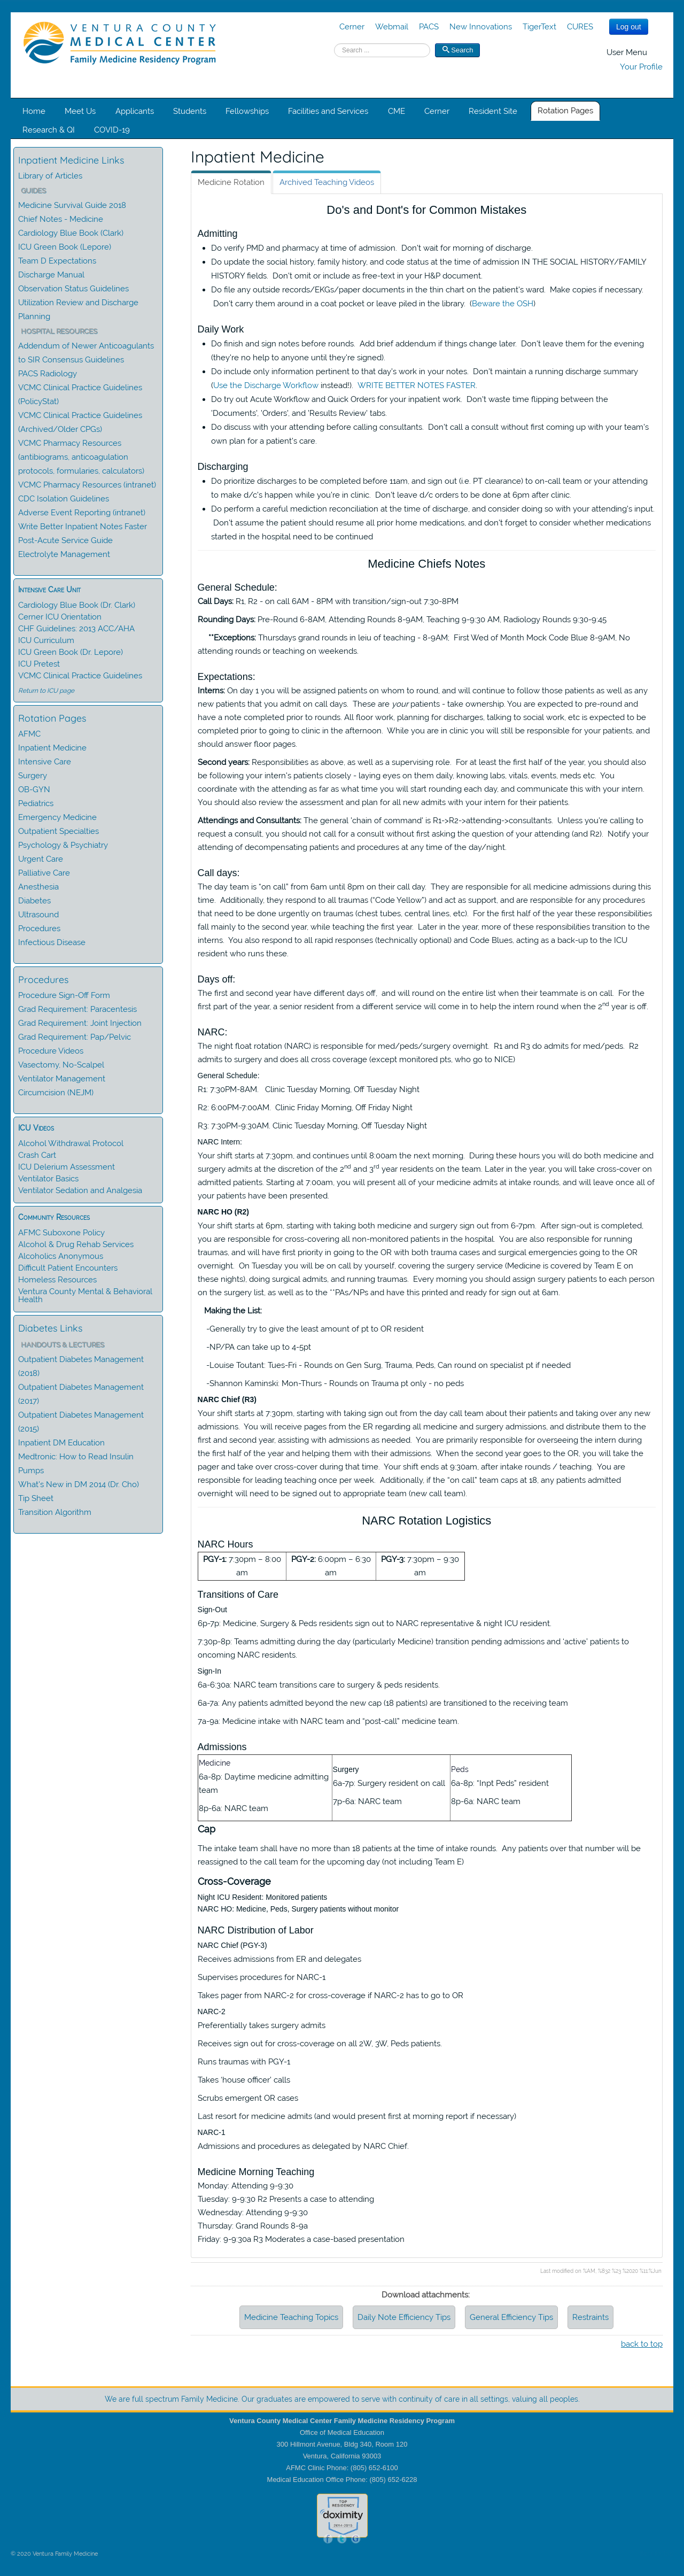 VENTURA COUNTY
MEDICAL CENTER
Family Medicine Residency Program
Cerner Webmail PACS New Innovations TigerText CURES
Log out
Search ...
Search
User Menu
Your Profile
Home Meet Us Applicants Students Fellowships Facilities and Services CME Cerner Resident Site Rotation Pages
Research & QI COVID-19
Inpatient Medicine Links
Library of Articles
GUIDES
Medicine Survival Guide 2018
Chief Notes - Medicine
Cardiology Blue Book (Clark)
ICU Green Book (Lepore)
Team D Expectations
Discharge Manual
Observation Status Guidelines
Utilization Review and Discharge
Planning
HOSPITAL RESOURCES
Addendum of Newer Anticoagulants
to SIR Consensus Guidelines
PACS Radiology
VCMC Clinical Practice Guidelines
(PolicyStat)
VCMC Clinical Practice Guidelines
(Archived/Older CPGs)
VCMC Pharmacy Resources
(antibiograms, anticoagulation
protocols, formularies, calculators)
VCMC Pharmacy Resources (intranet)
CDC Isolation Guidelines
Adverse Event Reporting (intranet)
Write Better Inpatient Notes Faster
Post-Acute Service Guide
Electrolyte Management
Intensive Care Unit
Cardiology Blue Book (Dr. Clark)
Cerner ICU Orientation
CHF Guidelines: 2013 ACC/AHA
ICU Curriculum
ICU Green Book (Dr. Lepore)
ICU Pretest
VCMC Clinical Practice Guidelines
Return to ICU page
Rotation Pages
AFMC
Inpatient Medicine
Intensive Care
Surgery
OB-GYN
Pediatrics
Emergency Medicine
Outpatient Specialties
Psychology & Psychiatry
Urgent Care
Palliative Care
Anesthesia
Diabetes
Ultrasound
Procedures
Infectious Disease
Procedures
Procedure Sign-Off Form
Grad Requirement: Paracentesis
Grad Requirement: Joint Injection
Grad Requirement: Pap/Pelvic
Procedure Videos
Vasectomy, No-Scalpel
Ventilator Management
Circumcision (NEJM)
ICU Videos
Alcohol Withdrawal Protocol
Crash Cart
ICU Delerium Assessment
Ventilator Basics
Ventilator Sedation and Analgesia
Community Resources
AFMC Suboxone Policy
Alcohol & Drug Rehab Services
Alcoholics Anonymous
Difficult Patient Encounters
Homeless Resources
Ventura County Mental & Behavioral
Health
Diabetes Links
HANDOUTS & LECTURES
Outpatient Diabetes Management
(2018)
Outpatient Diabetes Management
(2017)
Outpatient Diabetes Management
(2015)
Inpatient DM Education
Medtronic: How to Read Insulin
Pumps
What's New in DM 2014 (Dr. Cho)
Tip Sheet
Transition Algorithm
Inpatient Medicine
Medicine Rotation Archived Teaching Videos
Do's and Dont's for Common Mistakes
Admitting
Do verify PMD and pharmacy at time of admission. Don't wait for morning of discharge.
Do update the social history, family history, and code status at the time of admission IN THE SOCIAL HISTORY/FAMILY
HISTORY fields. Don't omit or include as free-text in your H&P document.
Do file any outside records/EKGs/paper documents in the thin chart on the patient's ward. Make copies if necessary.
Don't carry them around in a coat pocket or leave piled in the library. (Beware the OSH)
Daily Work
Do finish and sign notes before rounds. Add brief addendum if things change later. Don't leave them for the evening
(they're no help to anyone until they're signed).
Do include only information pertinent to that day's work in your notes. Don't maintain a running discharge summary
(Use the Discharge Workflow instead!). WRITE BETTER NOTES FASTER.
Do try out Acute Workflow and Quick Orders for your inpatient work. Don't waste time flipping between the
'Documents', 'Orders', and 'Results Review' tabs.
Do discuss with your attending before calling consultants. Don't call a consult without first coming up with your team's
own plan for a patient's care.
Discharging
Do prioritize discharges to be completed before 11am, and sign out (i.e. PT clearance) to on-call team or your attending
to make d/c's happen while you're in clinic. Don't leave d/c orders to be done at 6pm after clinic.
Do perform a careful mediction reconciliation at the time of discharge, and consider doing so with your attending's input.
Don't assume the patient should resume all prior home medications, and don't forget to consider whether medications
started in the hospital need to be continued
Medicine Chiefs Notes
General Schedule:
Call Days: R1, R2 - on call 6AM - 8PM with transition/sign-out 7:30-8PM
Rounding Days: Pre-Round 6-8AM, Attending Rounds 8-9AM, Teaching 9-9:30 AM, Radiology Rounds 9:30-9:45
**Exceptions: Thursdays grand rounds in leiu of teaching - 8-9AM; First Wed of Month Mock Code Blue 8-9AM, No
attending rounds or teaching on weekends.
Expectations:
Interns: On day 1 you will be assigned patients on whom to round, and will continue to follow those patients as well as any
new patients that you admit on call days. These are your patients - take ownership. You are expected to pre-round and
have a note completed prior to rounds. All floor work, planning for discharges, talking to social work, etc is expected to be
completed prior to going to clinic in the afternoon. While you are in clinic you will still be responsible for your patients, and
should answer floor pages.
Second years: Responsibilities as above, as well as a supervising role. For at least the first half of the year, you should also
be following your intern's patients closely - laying eyes on them daily, knowing labs, vitals, events, meds etc. You
coordinate with the attending as far as what time you will start rounding each day, and communicate this with your intern.
You should also review the assessment and plan for all new admits with your intern for their patients.
Attendings and Consultants: The general 'chain of command' is R1->R2->attending->consultants. Unless you're calling to
request a consult, you should not call for a consult without first asking the question of your attending (and R2). Notify your
attending of decompensating patients and procedures at any time of the day/night.
Call days:
The day team is "on call" from 6am until 8pm on their call day. They are responsible for all medicine admissions during this
time. Additionally, they respond to all traumas ("Code Yellow") and act as support, and are responsible for any procedures
that need to be done urgently on traumas (chest tubes, central lines, etc). For the first half of the year these responsibilities
fall mainly to the second year, while teaching the first year. Later in the year, more of these responsibilities shift to the
interns. You also respond to all rapid responses (technically optional) and Code Blues, acting as a back-up to the ICU
resident who runs these.
Days off:
The first and second year have different days off, and will round on the entire list when their teammate is on call. For the
first part of the year, a senior resident from a different service will come in to help the intern round when the 2nd year is off.
NARC:
The night float rotation (NARC) is responsible for med/peds/surgery overnight. R1 and R3 do admits for med/peds. R2
admits to surgery and does all cross coverage (except monitored pts, who go to NICE)
General Schedule:
R1: 7:30PM-8AM. Clinic Tuesday Morning, Off Tuesday Night
R2: 6:00PM-7:00AM. Clinic Friday Morning, Off Friday Night
R3: 7:30PM-9:30AM. Clinic Tuesday Morning, Off Tuesday Night
NARC Intern:
Your shift starts at 7:30pm, and continues until 8:00am the next morning. During these hours you will do both medicine and
surgery admits at the discretion of the 2nd and 3rd year residents on the team. Later in the year, you will take cross-cover on
admitted patients. Starting at 7:00am, you will present all of your medicine admits at intake rounds, and will leave once all of
your patients have been presented.
NARC HO (R2)
Your shift starts at 6pm, starting with taking both medicine and surgery sign out from 6-7pm. After sign-out is completed,
you are responsible for cross-covering all non-monitored patients in the hospital. You are also responsible for running
traumas, and will have first priority in going to the OR with both trauma cases and surgical emergencies going to the OR
overnight. On Tuesday you will be on call by yourself, covering the surgery service (Medicine is covered by Team E on
these nights), doing surgical admits, and running traumas. Every morning you should assign surgery patients to each person
on the surgery list, as well as to the **PAs/NPs and have this printed and ready for sign out at 6am.
Making the List:
-Generally try to give the least amount of pt to OR resident
-NP/PA can take up to 4-5pt
-Louise Toutant: Tues-Fri - Rounds on Gen Surg, Trauma, Peds, Can round on specialist pt if needed
-Shannon Kaminski: Mon-Thurs - Rounds on Trauma pt only - no peds
NARC Chief (R3)
Your shift starts at 7:30pm, starting with taking sign out from the day call team about their patients and taking over any new
admissions. You will receive pages from the ER regarding all medicine and surgery admissions, and will distribute them to
the first and second year, assisting with admission as needed. You are primarily responsible for overseeing the intern during
the first half of the year and helping them with their admissions. When the second year goes to the OR, you will take the
pager and take over cross-cover during that time. Your shift ends at 9:30am, after intake rounds / teaching. You are
responsible for leading teaching once per week. Additionally, if the "on call" team caps at 18, any patients admitted
overnight will need to be signed out to appropriate team (new call team).
NARC Rotation Logistics
NARC Hours
PGY-1: 7:30pm – 8:00 am PGY-2: 6:00pm – 6:30 am PGY-3: 7:30pm – 9:30 am
Transitions of Care
Sign-Out
6p-7p: Medicine, Surgery & Peds residents sign out to NARC representative & night ICU resident.
7:30p-8p: Teams admitting during the day (particularly Medicine) transition pending admissions and 'active' patients to
oncoming NARC residents.
Sign-In
6a-6:30a: NARC team transitions care to surgery & peds residents.
6a-7a: Any patients admitted beyond the new cap (18 patients) are transitioned to the receiving team
7a-9a: Medicine intake with NARC team and "post-call" medicine team.
Admissions
Medicine
6a-8p: Daytime medicine admitting
team
8p-6a: NARC team
Surgery
6a-7p: Surgery resident on call
7p-6a: NARC team
Peds
6a-8p: "Inpt Peds" resident
8p-6a: NARC team
Cap
The intake team shall have no more than 18 patients at the time of intake rounds. Any patients over that number will be
reassigned to the call team for the upcoming day (not including Team E)
Cross-Coverage
Night ICU Resident: Monitored patients
NARC HO: Medicine, Peds, Surgery patients without monitor
NARC Distribution of Labor
NARC Chief (PGY-3)
Receives admissions from ER and delegates
Supervises procedures for NARC-1
Takes pager from NARC-2 for cross-coverage if NARC-2 has to go to OR
NARC-2
Preferentially takes surgery admits
Receives sign out for cross-coverage on all 2W, 3W, Peds patients.
Runs traumas with PGY-1
Takes 'house officer' calls
Scrubs emergent OR cases
Last resort for medicine admits (and would present first at morning report if necessary)
NARC-1
Admissions and procedures as delegated by NARC Chief.
Medicine Morning Teaching
Monday: Attending 9-9:30
Tuesday: 9-9:30 R2 Presents a case to attending
Wednesday: Attending 9-9:30
Thursday: Grand Rounds 8-9a
Friday: 9-9:30a R3 Moderates a case-based presentation
Download attachments:
Medicine Teaching Topics Daily Note Efficiency Tips General Efficiency Tips Restraints
back to top
We are full spectrum Family Medicine. Our graduates are empowered to serve with continuity of care in all settings, valuing all peoples.
Ventura County Medical Center Family Medicine Residency Program
Office of Medical Education
300 Hillmont Avenue, Bldg 340, Room 120
Ventura, California 93003
AFMC Clinic Phone: (805) 652-6100
Medical Education Office Phone: (805) 652-6228
TOP
RESIDENCY
doximity
© 2020 Ventura Family Medicine